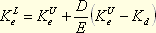 K_e^L = K_e^U + \frac{D}{E}(K_e^U - K_d)